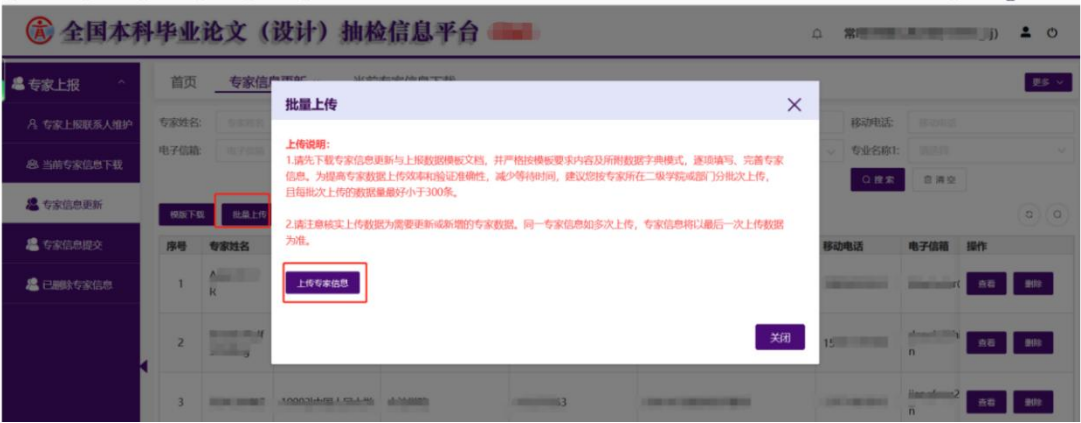 全国本科毕业论文（设计）抽检信息平台
专家上报
首页
专家信息更新
更多
批量上传
上传说明:
1.请先下载专家信息更新与上报数据模板文档，并严格按模板要求内容及所附数据字典模式，逐项填写、完善专家
信息。为提高专家数据上传效率和验证准确性，减少等待时间，建议您按专家所在二级学院或部门分批次上传，
且每批次上传的数据量最好小于300条。
2.请注意核实上传数据为需要更新或新增的专家数据。同一专家信息如多次上传，专家信息将以最后一次上传数据
为准。
上传专家信息
关闭
专家上报联系人维护
当前专家信息下载
专家信息更新
专家信息提交
已删除专家信息
专家姓名:
移动电话:
电子信箱:
专业名称1:
搜索
清空
模版下载
批量上传
序号 专家姓名 移动电话 电子信箱 操作
1 查看 删除
2 查看 删除
3 查看 删除